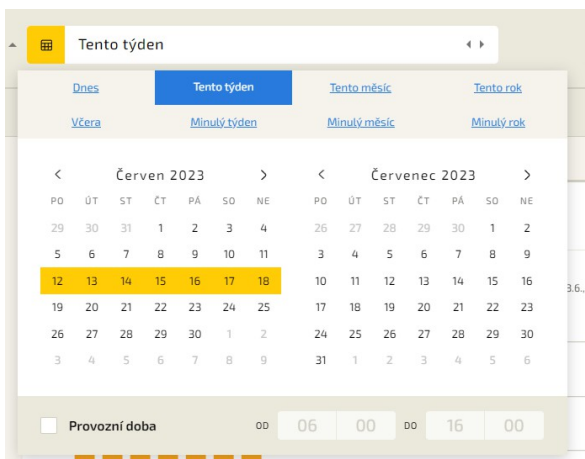 Tento týden
Dnes Tento týden Tento měsíc Tento rok
Včera Minulý týden Minulý měsíc Minulý rok
Červen 2023 Červenec 2023
PO ÚT ST ČT PÁ SO NE PO ÚT ST ČT PÁ SO NE
29 30 31 1 2 3 4 26 27 28 29 30 1 2
5 6 7 8 9 10 11 3 4 5 6 7 8 9
12 13 14 15 16 17 18 10 11 12 13 14 15 16
3.6.,
19 20 21 22 23 24 25 17 18 19 20 21 22 23
26 27 28 29 30 1 2 24 25 26 27 28 29 30
3 4 5 6 7 8 9 31 1 2 3 4 5 6
Provozní doba OD 06 00 DO 16 00